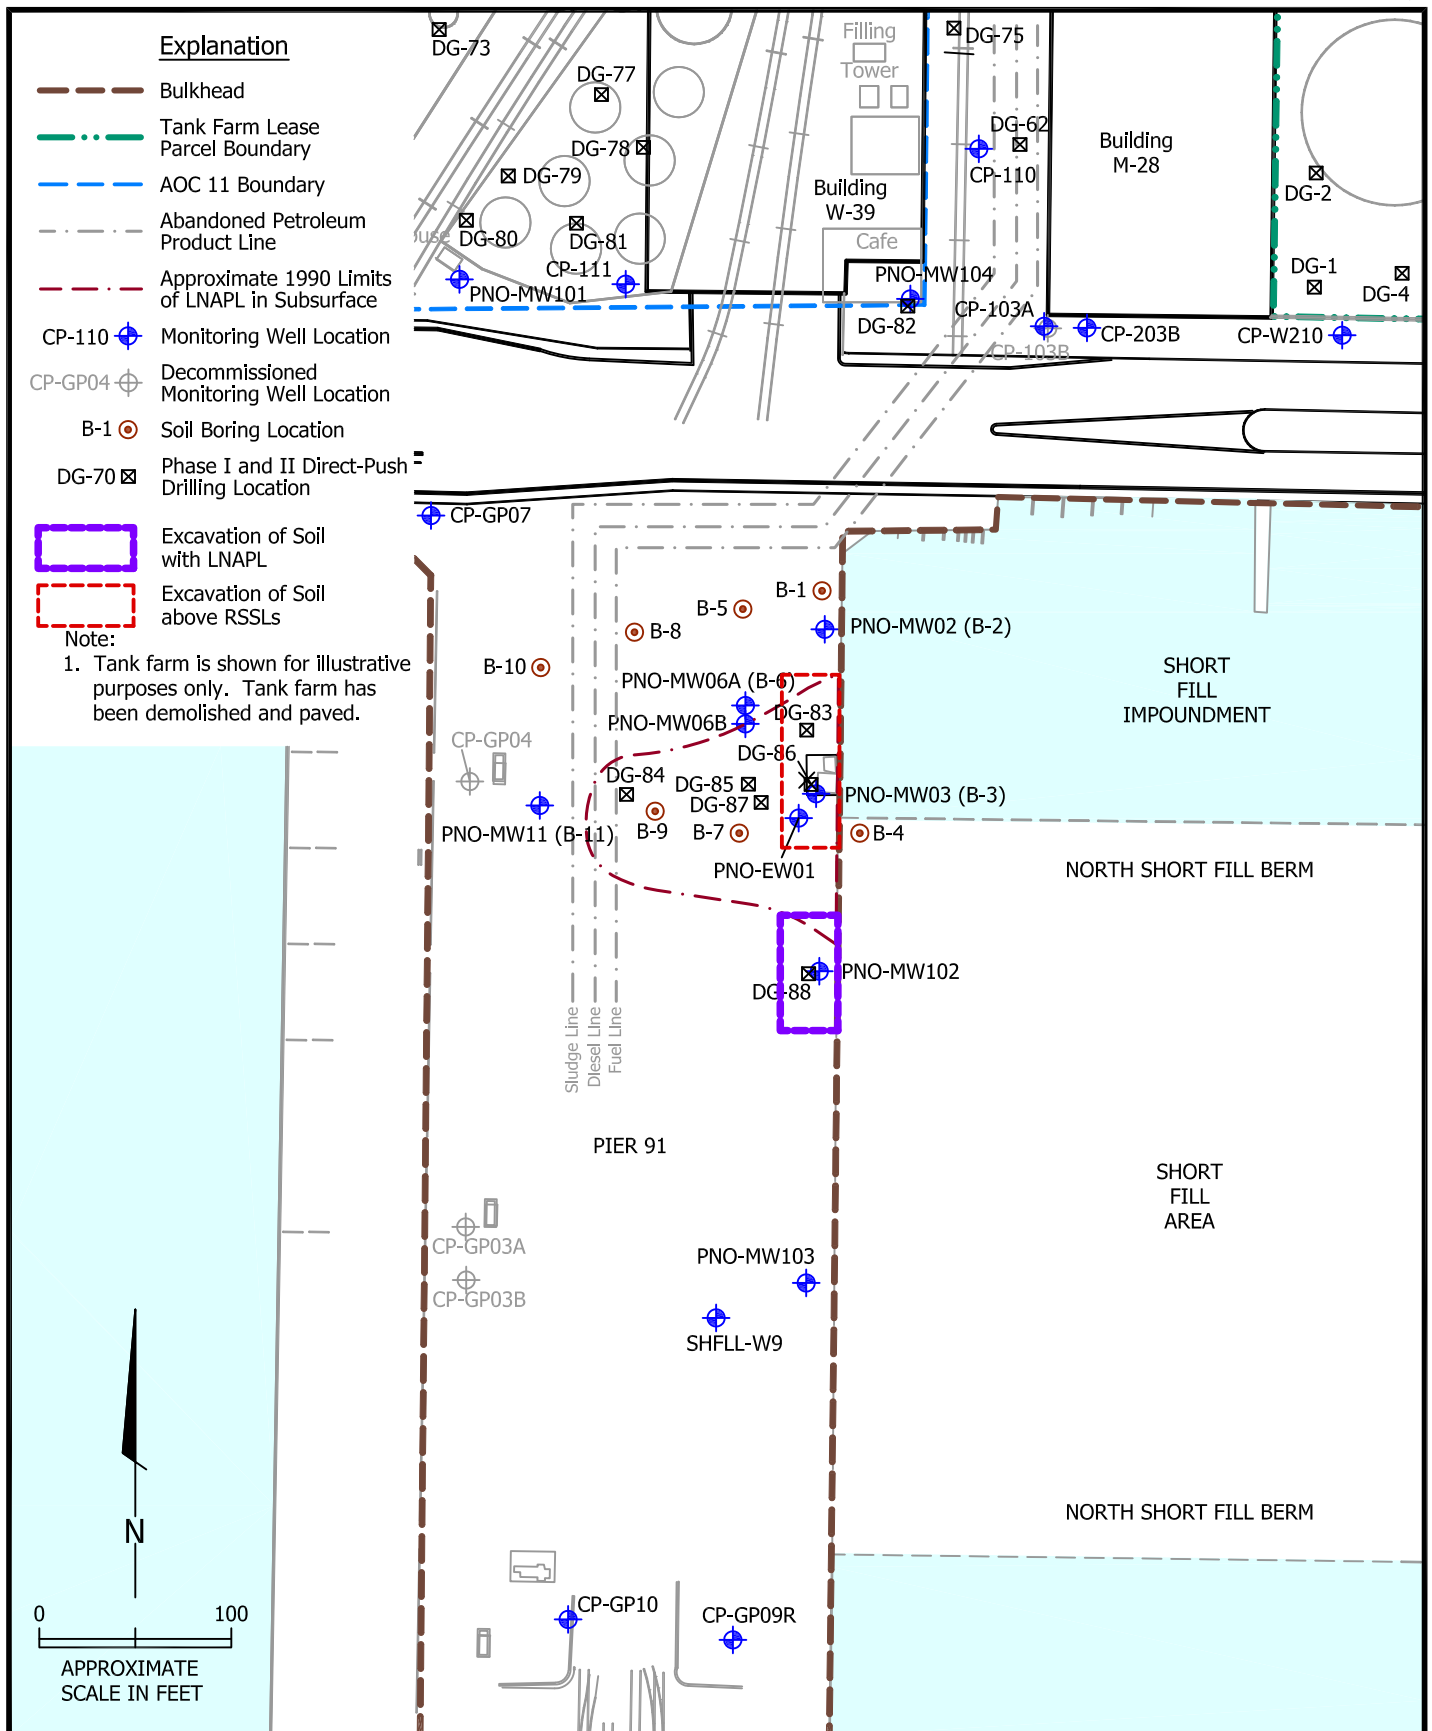 Explanation
Bulkhead
Tank Farm Lease
Parcel Boundary
AOC 11 Boundary
Abandoned Petroleum
Product Line
Approximate 1990 Limits
of LNAPL in Subsurface
CP-110
Monitoring Well Location
CP-GP04
Decommissioned
Monitoring Well Location
B-1
Soil Boring Location
DG-70
Phase I and II Direct-Push
Drilling Location
Excavation of Soil
with LNAPL
Excavation of Soil
above RSSLs
Note:
1. Tank farm is shown for illustrative
purposes only. Tank farm has
been demolished and paved.
DG-73
DG-77
DG-78
DG-79
DG-80
DG-81
CP-111
PNO-MW101
Filling
Tower
Building
W-39
Cafe
PNO-MW104
DG-82
DG-75
DG-62
CP-110
CP-103A
CP-103B
CP-203B
Building
M-28
DG-2
DG-1
DG-4
CP-W210
CP-GP07
B-1
B-5
B-8
B-10
PNO-MW02 (B-2)
PNO-MW06A (B-6)
PNO-MW06B
DG-83
DG-86
CP-GP04
DG-84
DG-85
DG-87
PNO-MW03 (B-3)
PNO-MW11 (B-11)
B-9
B-7
B-4
PNO-EW01
SHORT
FILL
IMPOUNDMENT
NORTH SHORT FILL BERM
PNO-MW102
DG-88
Sludge Line
Diesel Line
Fuel Line
PIER 91
SHORT
FILL
AREA
CP-GP03A
CP-GP03B
PNO-MW103
SHFLL-W9
NORTH SHORT FILL BERM
N
0 100
APPROXIMATE
SCALE IN FEET
CP-GP10
CP-GP09R